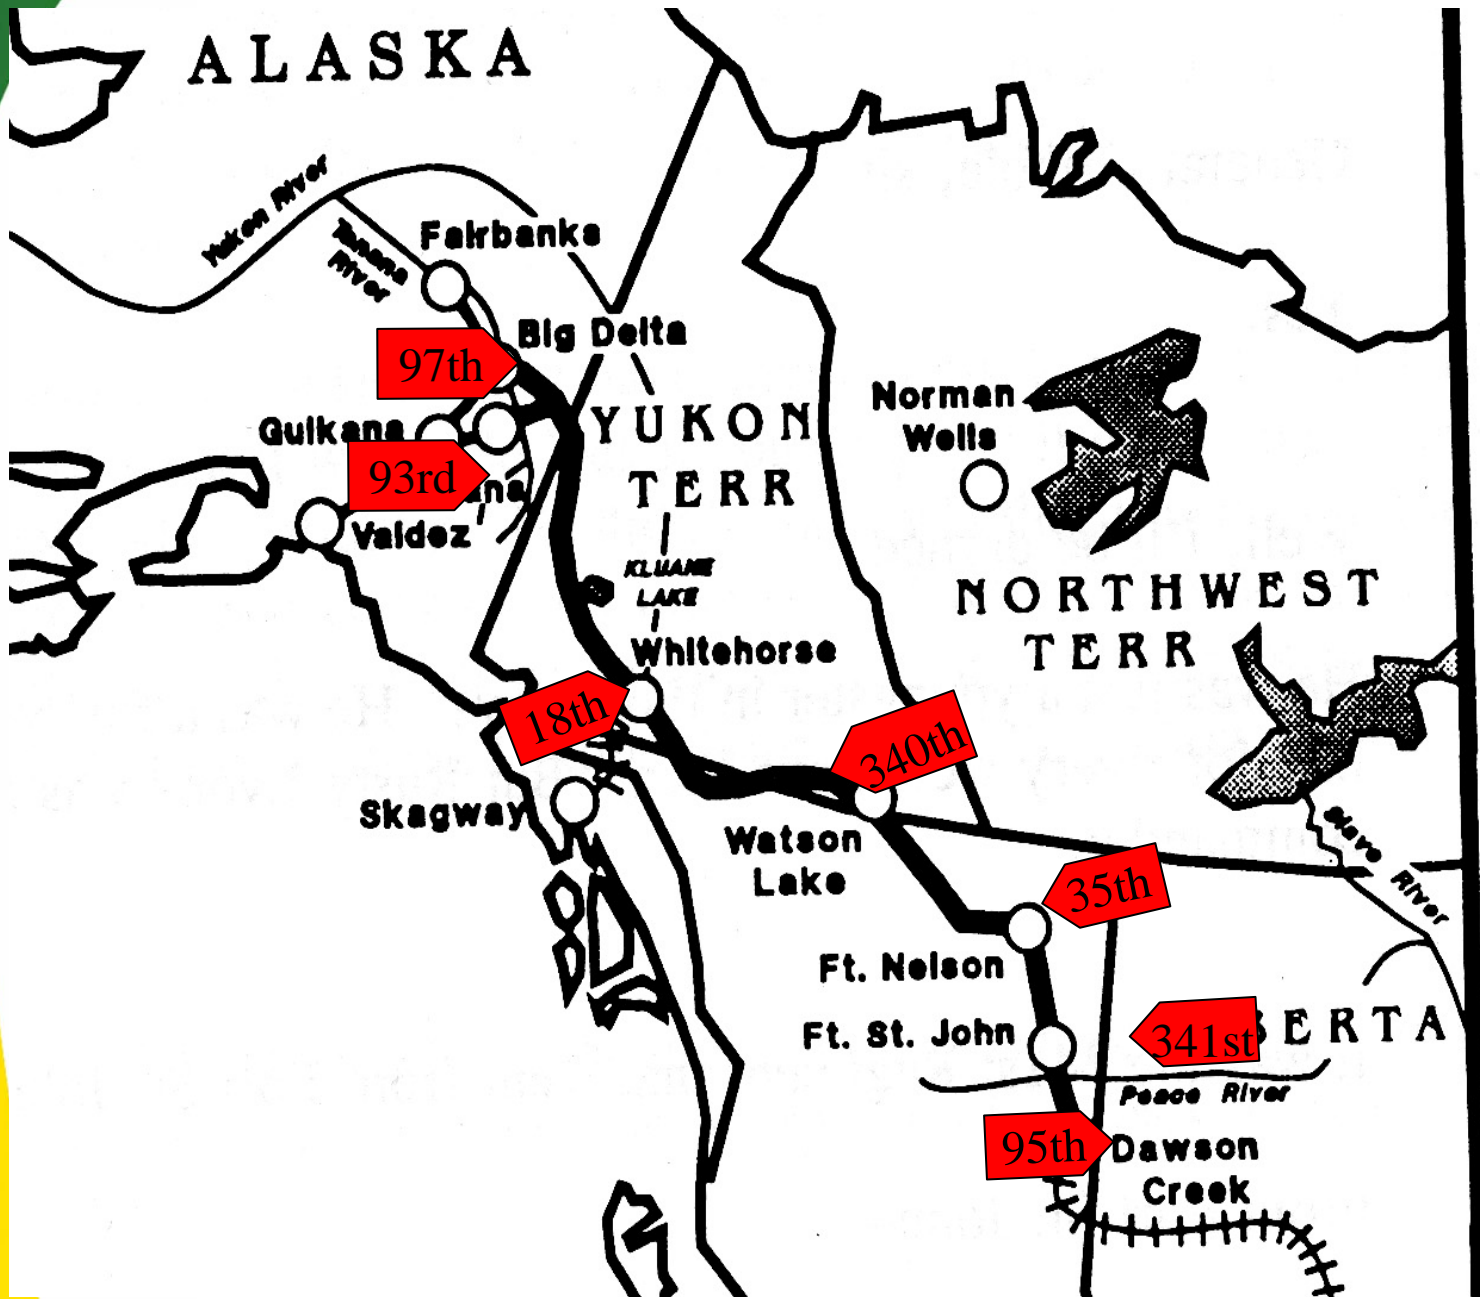 ALASKA
Yukon River
Tanana
River
Fairbanks
Big Delta
97th
Gulkana
93rd
ana
Valdez
YUKON
TERR
Norman
Wells
KLUANE
LAKE
NORTHWEST
TERR
Whitehorse
18th
340th
Skagway
Watson
Lake
Slave River
35th
Ft. Nelson
Ft. St. John
341st
BERTA
Peace River
95th
Dawson
Creek